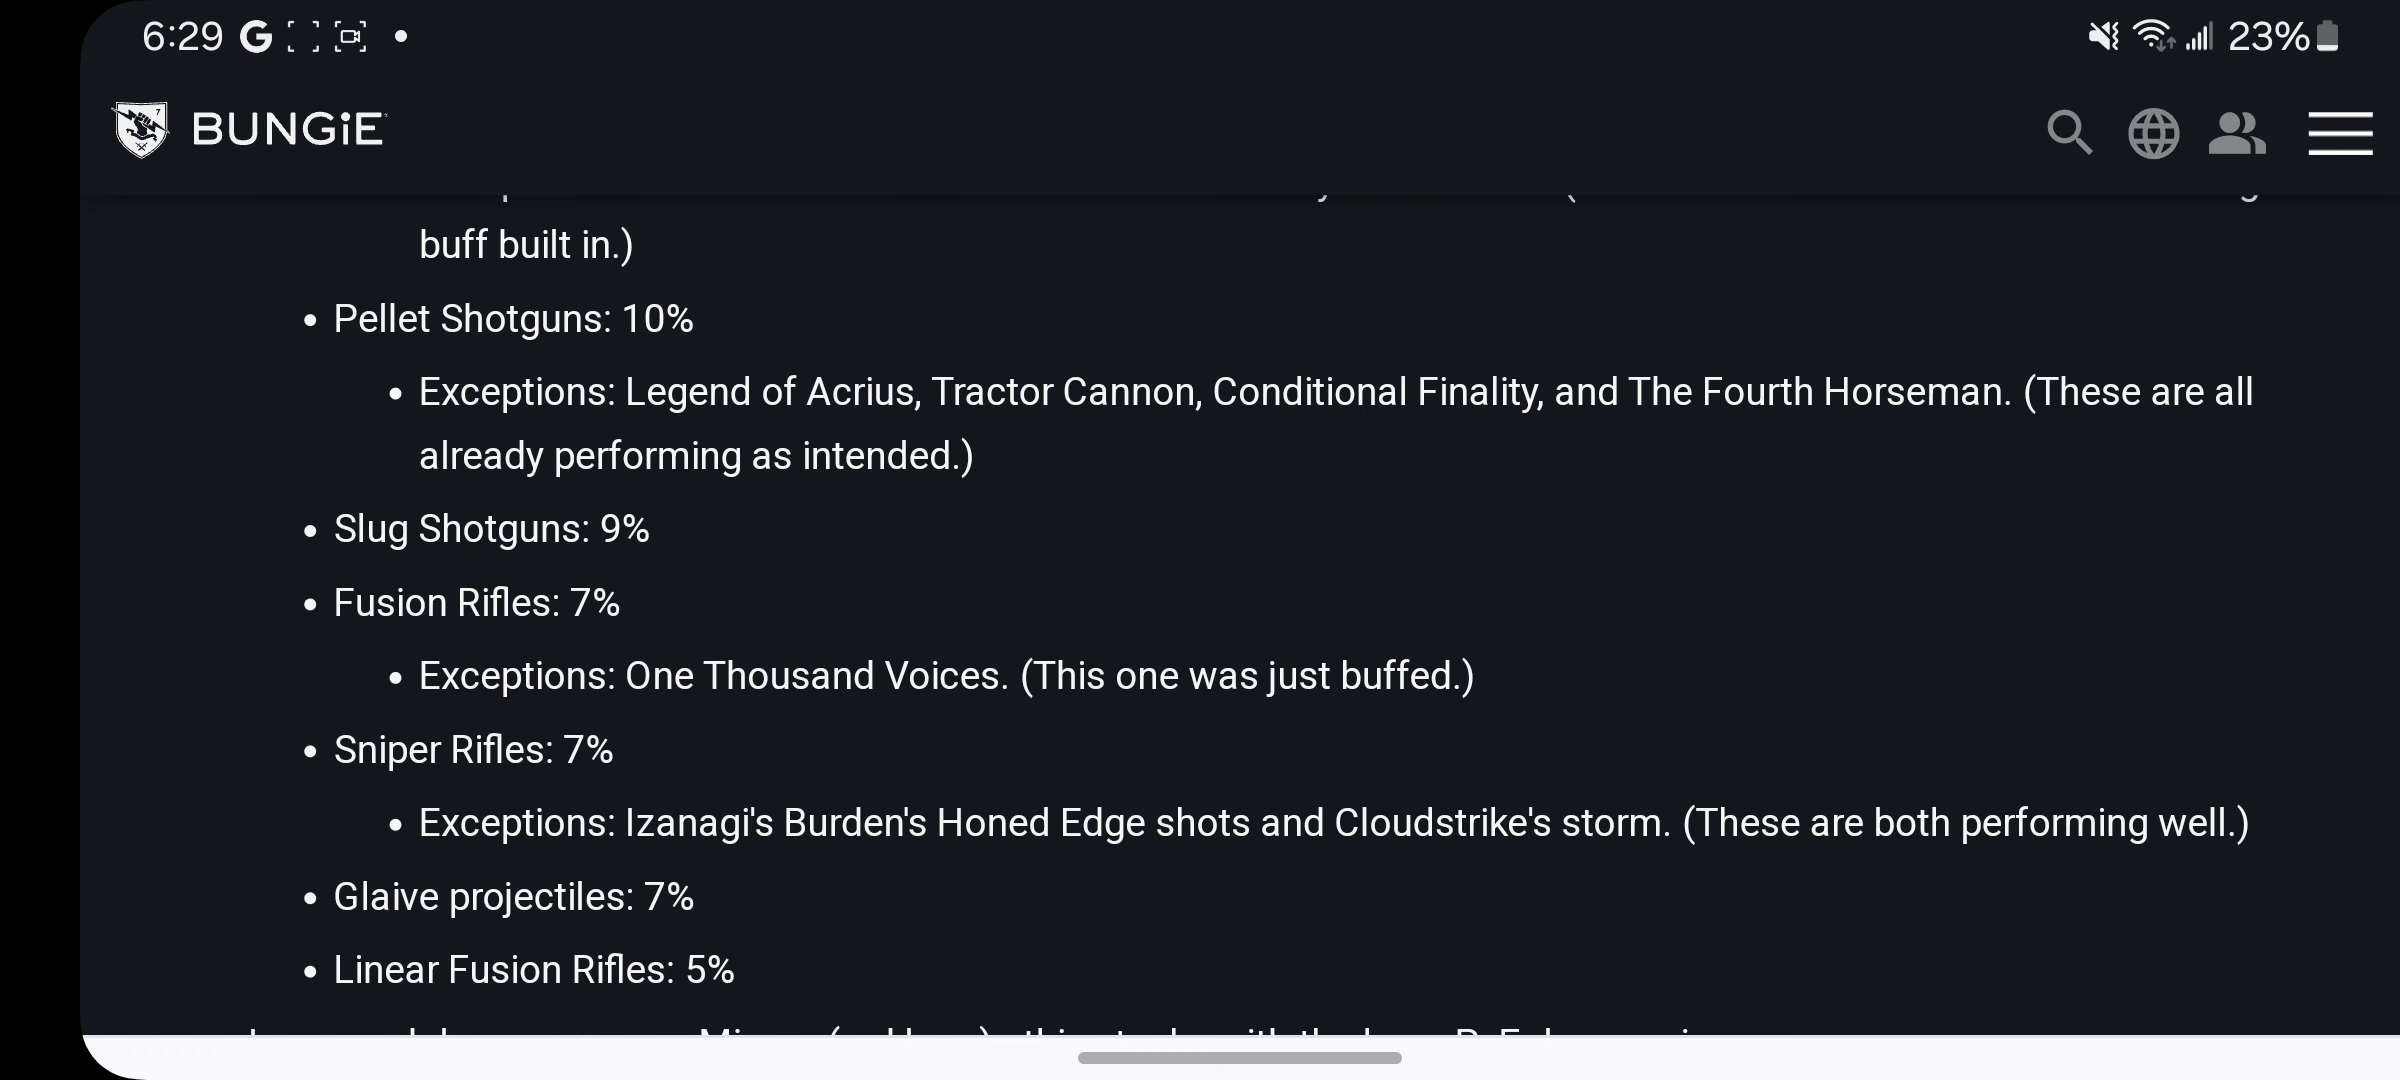 6:29 G 23%
BUNGiE
buff built in.)
• Pellet Shotguns: 10%
• Exceptions: Legend of Acrius, Tractor Cannon, Conditional Finality, and The Fourth Horseman. (These are all
already performing as intended.)
• Slug Shotguns: 9%
• Fusion Rifles: 7%
• Exceptions: One Thousand Voices. (This one was just buffed.)
• Sniper Rifles: 7%
• Exceptions: Izanagi's Burden's Honed Edge shots and Cloudstrike's storm. (These are both performing well.)
• Glaive projectiles: 7%
• Linear Fusion Rifles: 5%